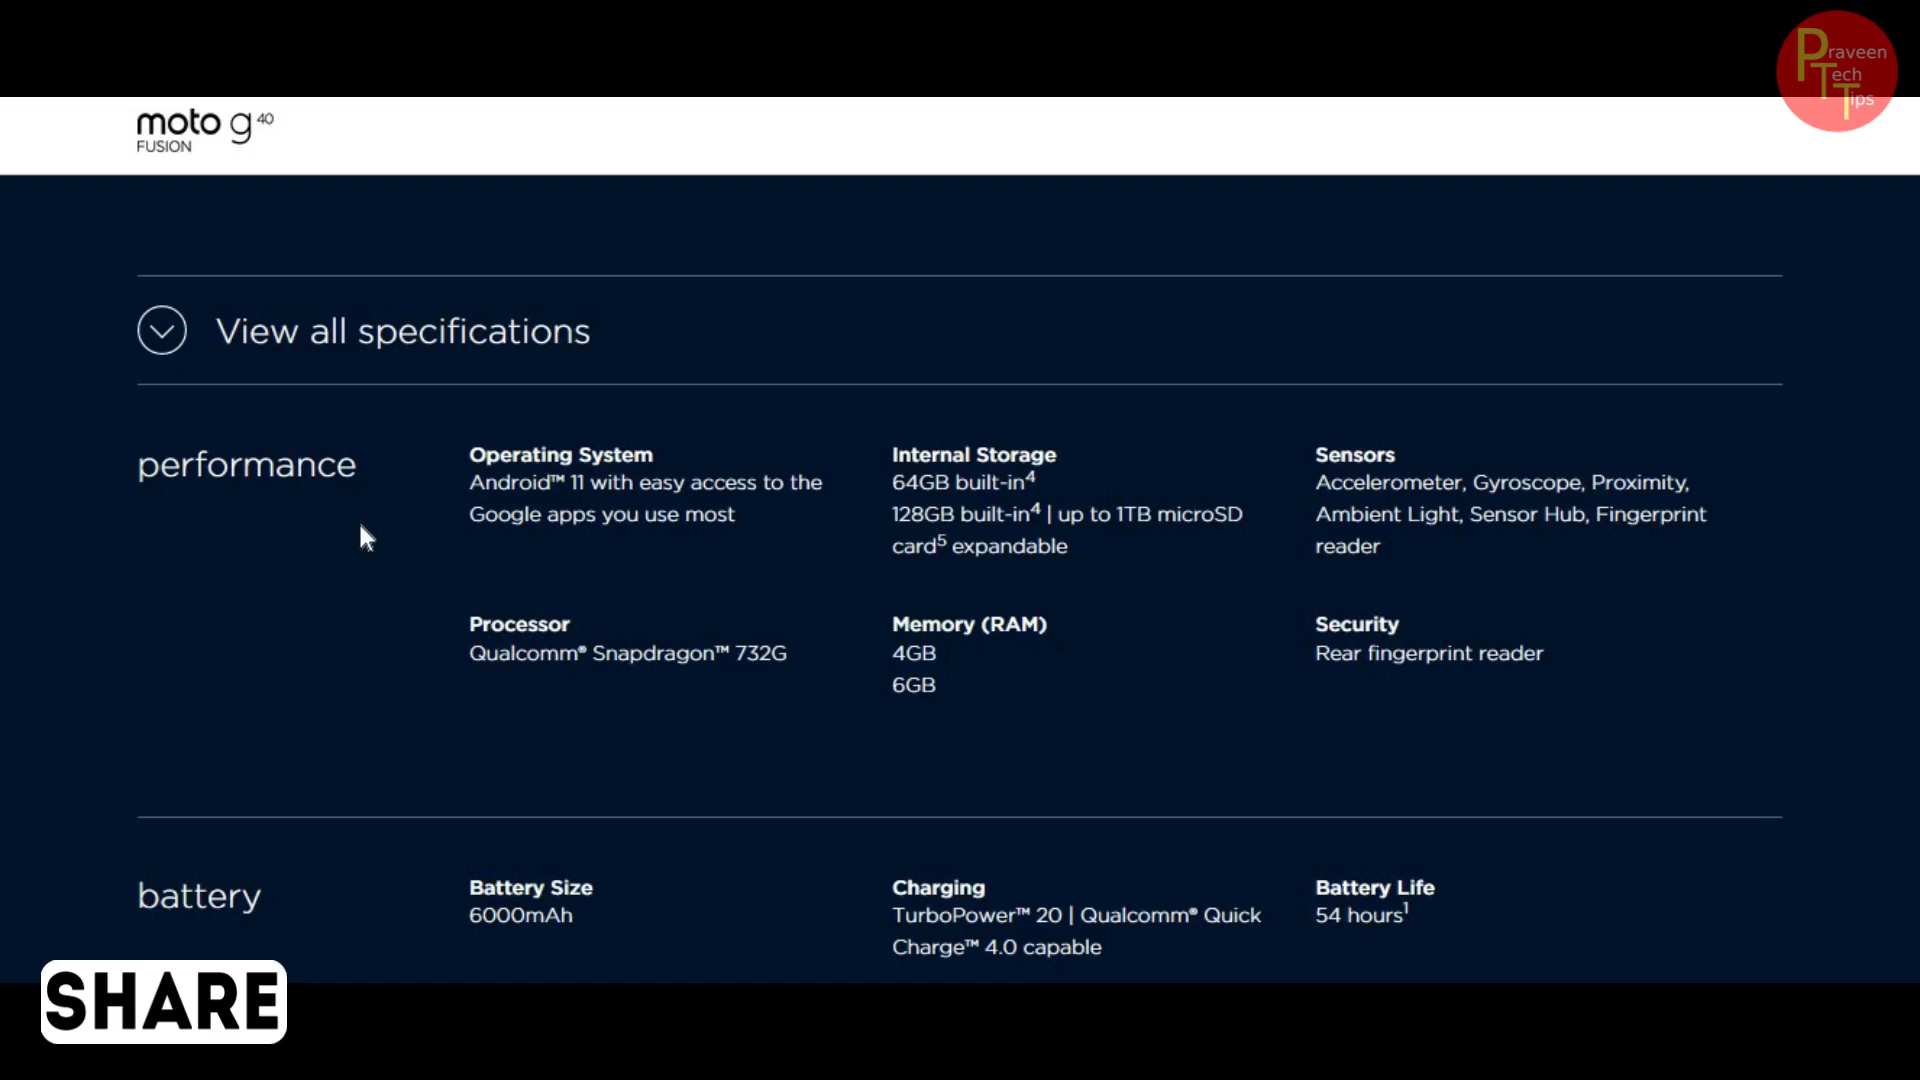 Praveen
Tech
Tips
moto g 40
FUSION
View all specifications
performance
Operating System
Android™ 11 with easy access to the
Google apps you use most
Internal Storage
64GB built-in4
128GB built-in4 | up to 1TB microSD
card5 expandable
Sensors
Accelerometer, Gyroscope, Proximity,
Ambient Light, Sensor Hub, Fingerprint
reader
Processor
Qualcomm® Snapdragon™ 732G
Memory (RAM)
4GB
6GB
Security
Rear fingerprint reader
battery
Battery Size
6000mAh
Charging
TurboPower™ 20 | Qualcomm® Quick
Charge™ 4.0 capable
Battery Life
54 hours1
SHARE